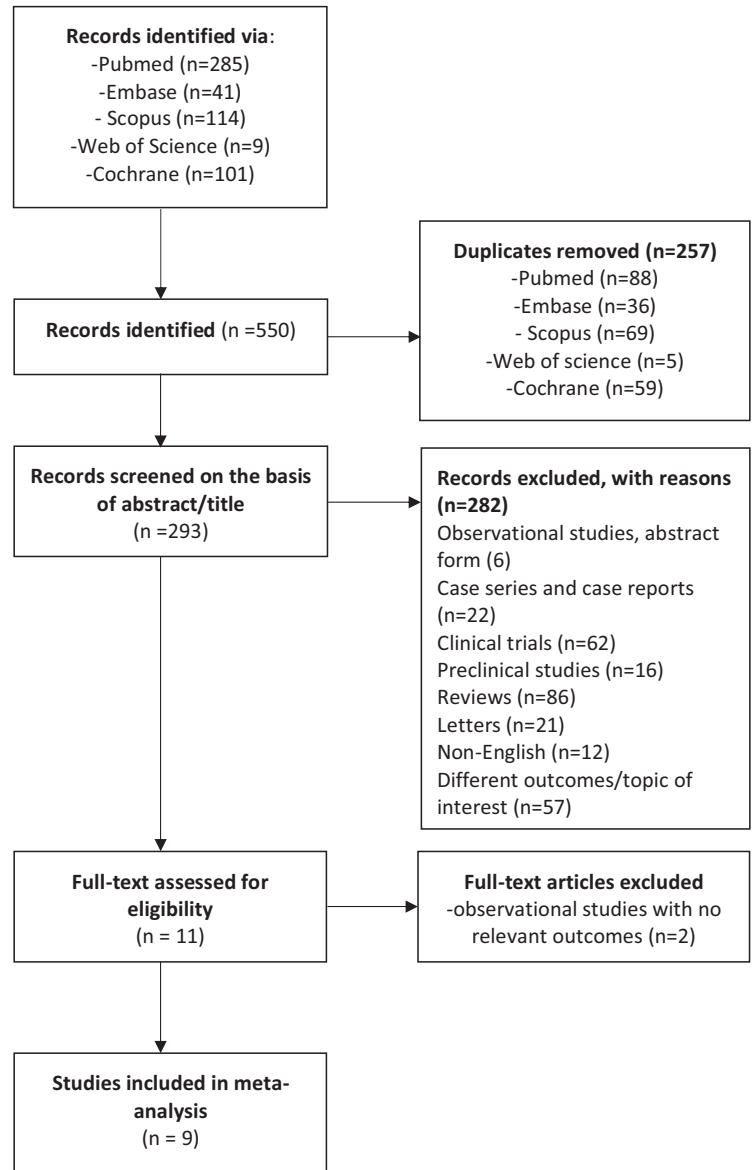 Records identified via:
-Pubmed (n=285)
-Embase (n=41)
- Scopus (n=114)
-Web of Science (n=9)
-Cochrane (n=101)
Duplicates removed (n=257)
-Pubmed (n=88)
-Embase (n=36)
- Scopus (n=69)
-Web of science (n=5)
-Cochrane (n=59)
Records identified (n =550)
Records screened on the basis
of abstract/title
(n =293)
Records excluded, with reasons
(n=282)
Observational studies, abstract
form (6)
Case series and case reports
(n=22)
Clinical trials (n=62)
Preclinical studies (n=16)
Reviews (n=86)
Letters (n=21)
Non-English (n=12)
Different outcomes/topic of
interest (n=57)
Full-text assessed for
eligibility
(n = 11)
Full-text articles excluded
-observational studies with no
relevant outcomes (n=2)
Studies included in meta-
analysis
(n = 9)